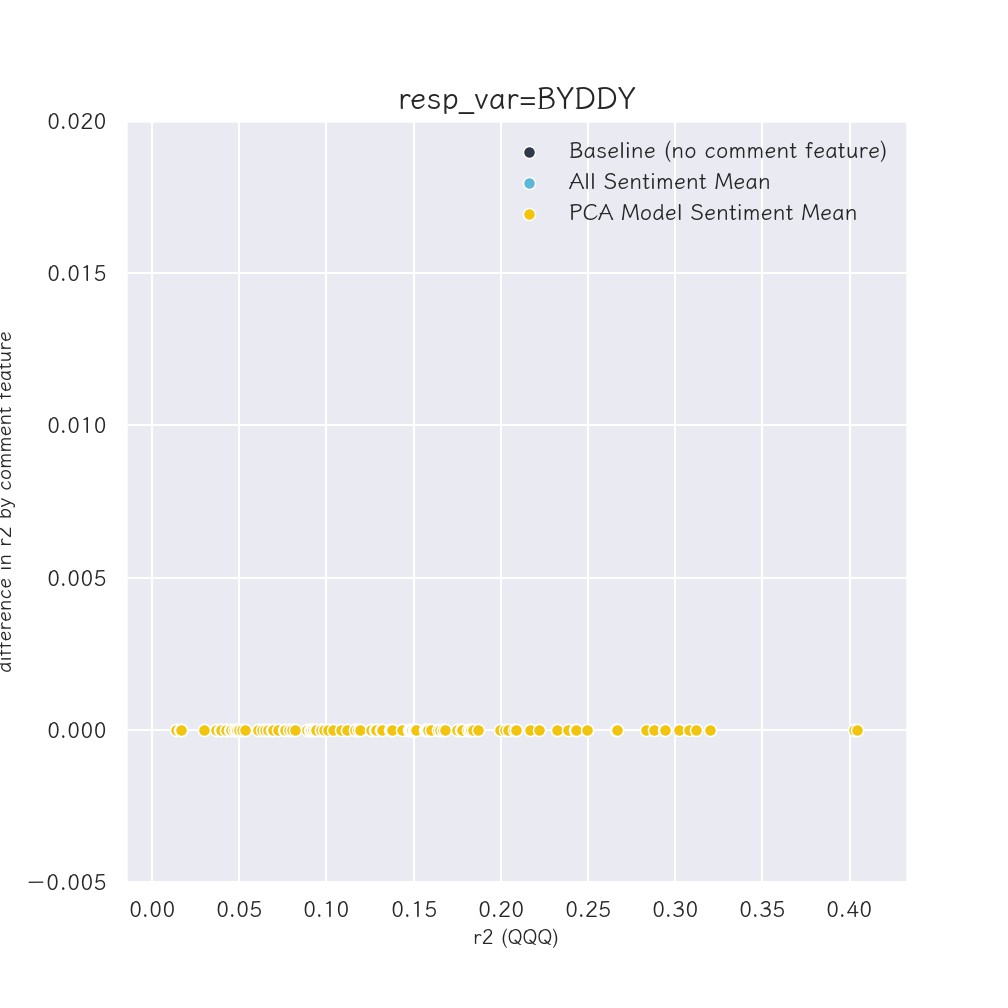 resp_var=BYDDY
0.020
0.015
0.010
0.005
0.000
−0.005
difference in r2 by comment feature
Baseline (no comment feature)
All Sentiment Mean
PCA Model Sentiment Mean
0.00 0.05 0.10 0.15 0.20 0.25 0.30 0.35 0.40
r2 (QQQ)